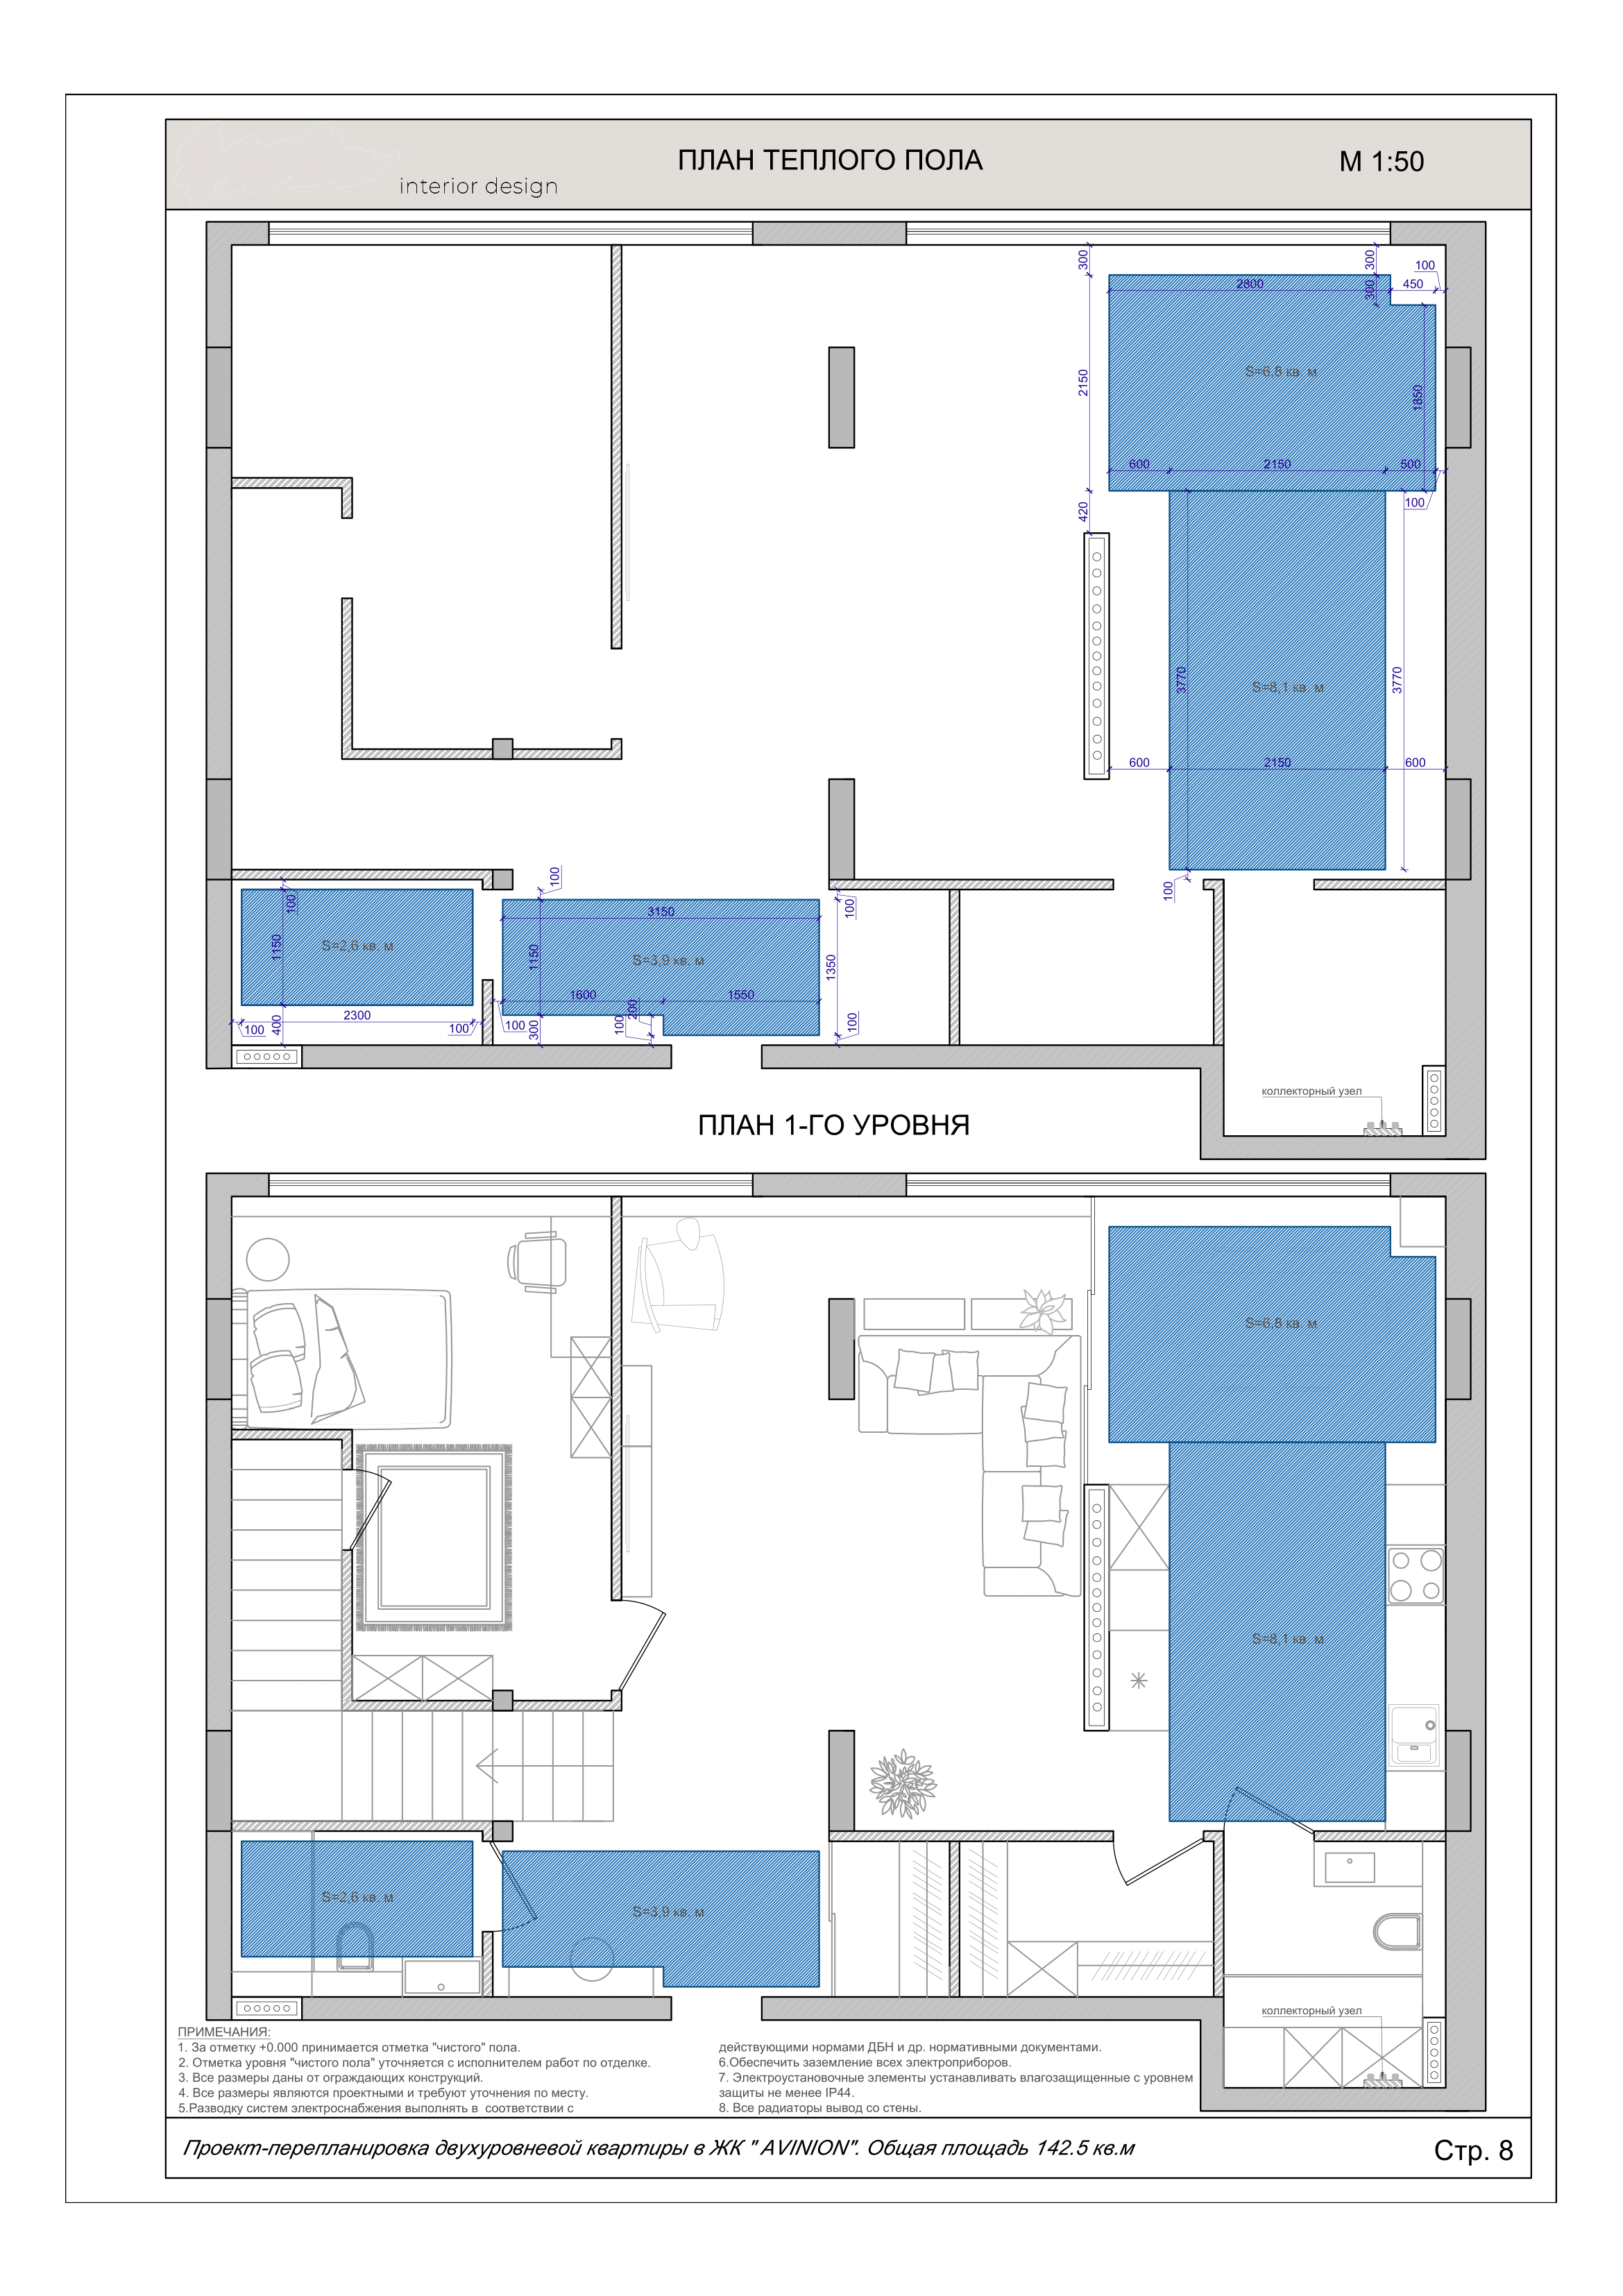 ПЛАН ТЕПЛОГО ПОЛА
М 1:50
interior design
300
300
100
2800
300
450
S=6,8 кв. м
2150
1850
600
2150
500
100
420
3770
S=8,1 кв. м
3770
600
2150
600
100
100
100
3150
100
1150
S=2,6 кв. м
1150
S=3,9 кв. м
1350
1600
1550
200
2300
100
400
100
100
300
100
100
коллекторный узел
ПЛАН 1-ГО УРОВНЯ
S=6,8 кв. м
S=8,1 кв. м
S=2,6 кв. м
S=3,9 кв. м
коллекторный узел
ПРИМЕЧАНИЯ:
1. За отметку +0.000 принимается отметка "чистого" пола.
2. Отметка уровня "чистого пола" уточняется с исполнителем работ по отделке.
3. Все размеры даны от ограждающих конструкций.
4. Все размеры являются проектными и требуют уточнения по месту.
5.Разводку систем электроснабжения выполнять в соответствии с
действующими нормами ДБН и др. нормативными документами.
6.Обеспечить заземление всех электроприборов.
7. Электроустановочные элементы устанавливать влагозащищенные с уровнем
защиты не менее IP44.
8. Все радиаторы вывод со стены.
Проект-перепланировка двухуровневой квартиры в ЖК " AVINION". Общая площадь 142.5 кв.м
Стр. 8